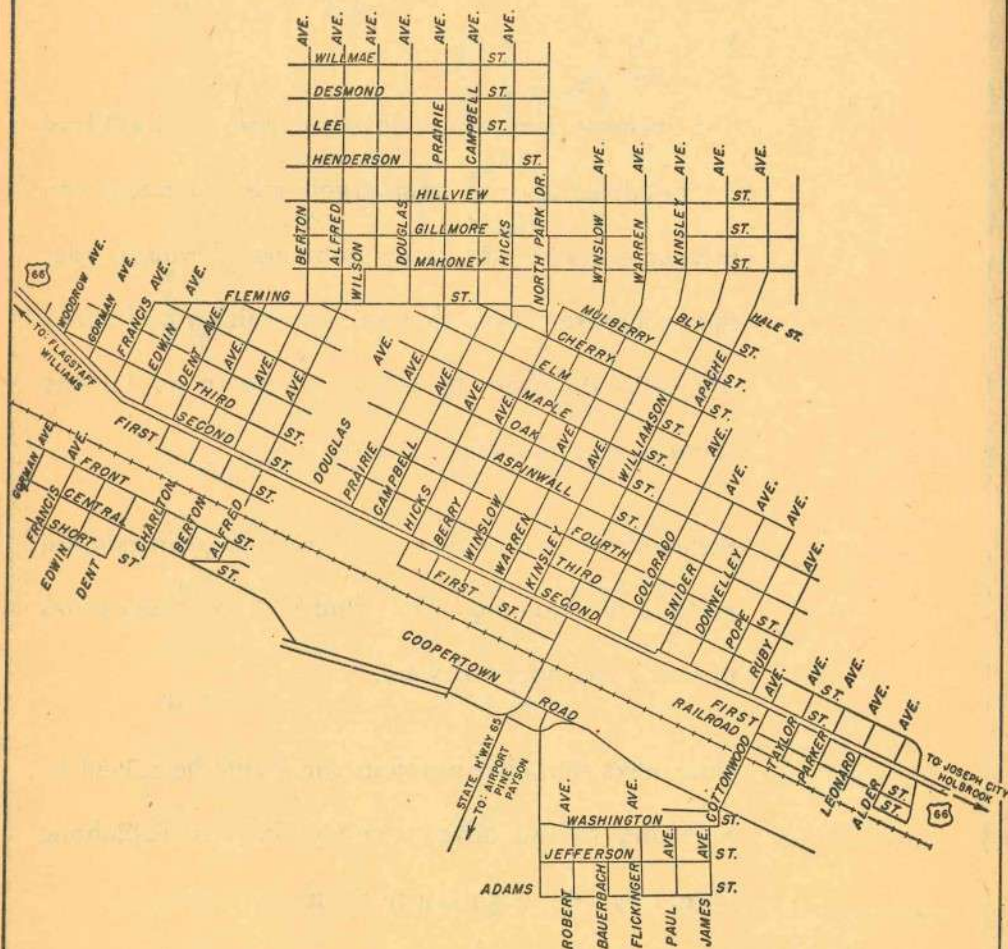 AVE. AVE. AVE. AVE. AVE. AVE. AVE.
WILLMAE ST.
DESMOND ST.
LEE ST.
HENDERSON ST.
PRAIRIE
CAMPBELL
HILLVIEW ST.
GILLMORE ST.
MAHONEY ST.
BERTON
ALFRED
WILSON
DOUGLAS
HICKS
NORTH PARK DR.
WINSLOW AVE.
WARREN AVE.
KINSLEY AVE.
AVE.
AVE.
66
TO: FLAGSTAFF
WILLIAMS
WOODROW AVE.
GORMAN AVE.
FRANCIS AVE.
EDWIN AVE.
DENT AVE.
AVE.
AVE.
AVE.
FLEMING ST.
THIRD ST.
SECOND ST.
FIRST ST.
MULBERRY ST.
CHERRY ST.
ELM ST.
MAPLE ST.
OAK ST.
ASPINWALL ST.
FOURTH ST.
THIRD ST.
SECOND
FIRST ST.
BLY
APACHE
HALE ST.
DOUGLAS AVE.
PRAIRIE AVE.
CAMPBELL AVE.
HICKS AVE.
BERRY AVE.
WINSLOW AVE.
WARREN AVE.
KINSLEY
WILLIAMSON
COLORADO AVE.
SNIDER AVE.
DONNELLEY AVE.
POPE AVE.
RUBY AVE.
GORMAN AVE.
FRANCIS AVE.
EDWIN
DENT
CHARLTON
BERTON
ALFRED
FRONT ST.
CENTRAL ST.
SHORT ST.
COOPERTOWN ROAD
STATE H'WAY 65
TO: AIRPORT
PINE
PAYSON
FIRST ST.
RAILROAD
COTTONWOOD AVE.
TAYLOR AVE.
PARKER AVE.
LEONARD AVE.
ALDER AVE.
ST.
ST.
TO: JOSEPH CITY
HOLBROOK
66
WASHINGTON ST.
JEFFERSON ST.
ADAMS ST.
ROBERT AVE.
BAUERBACH
FLICKINGER AVE.
PAUL AVE.
JAMES AVE.